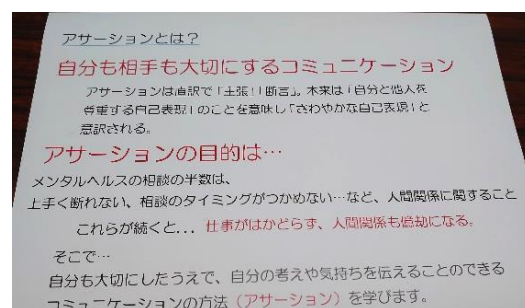 アサーションとは？
自分も相手も大切にするコミュニケーション
アサーションは直訳で「主張」「断言」。本来は「自分と他人を
尊重する自己表現」のことを意味し「さわやかな自己表現」と
意訳される。
アサーションの目的は…
メンタルヘルスの相談の半数は、
上手く断れない、相談のタイミングがつかめない…など、人間関係に関すること
これらが続くと... 仕事がはかどらず、人間関係も億劫になる。
そこで…
自分も大切にしたうえで、自分の考えや気持ちを伝えることのできる
コミュニケーションの方法（アサーション）を学びます。